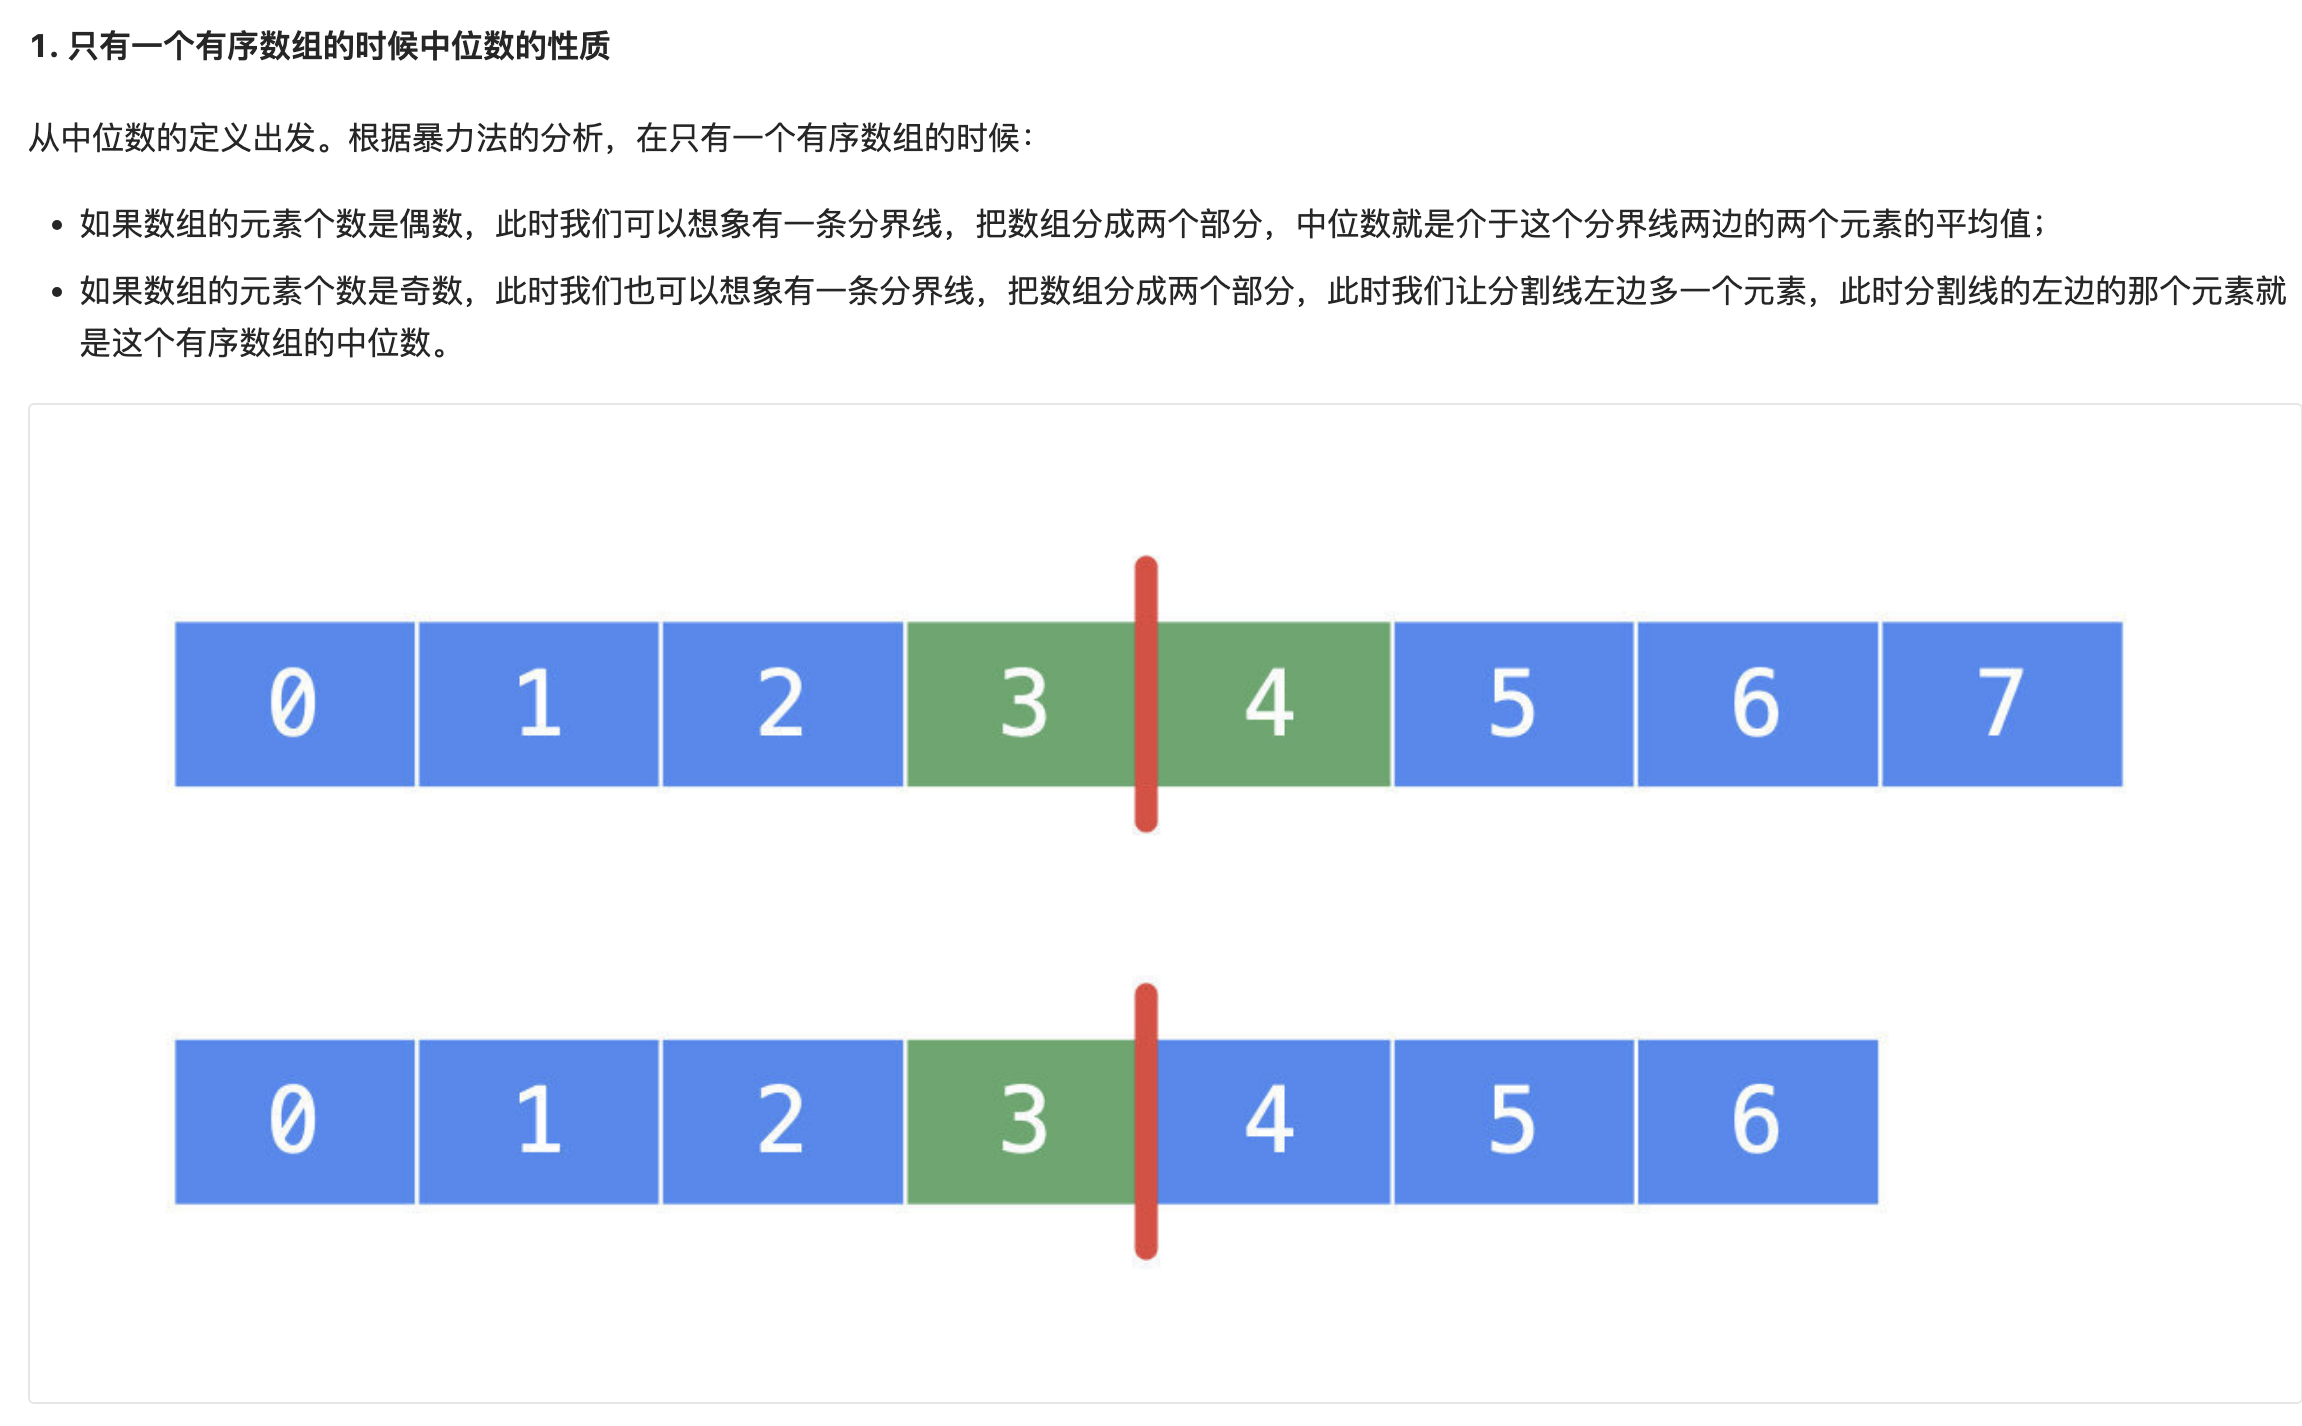 1. 只有一个有序数组的时候中位数的性质
从中位数的定义出发。根据暴力法的分析，在只有一个有序数组的时候：
• 如果数组的元素个数是偶数，此时我们可以想象有一条分界线，把数组分成两个部分，中位数就是介于这个分界线两边的两个元素的平均值；
• 如果数组的元素个数是奇数，此时我们也可以想象有一条分界线，把数组分成两个部分，此时我们让分割线左边多一个元素，此时分割线的左边的那个元素就
是这个有序数组的中位数。
0 1 2 3 4 5 6 7
0 1 2 3 4 5 6